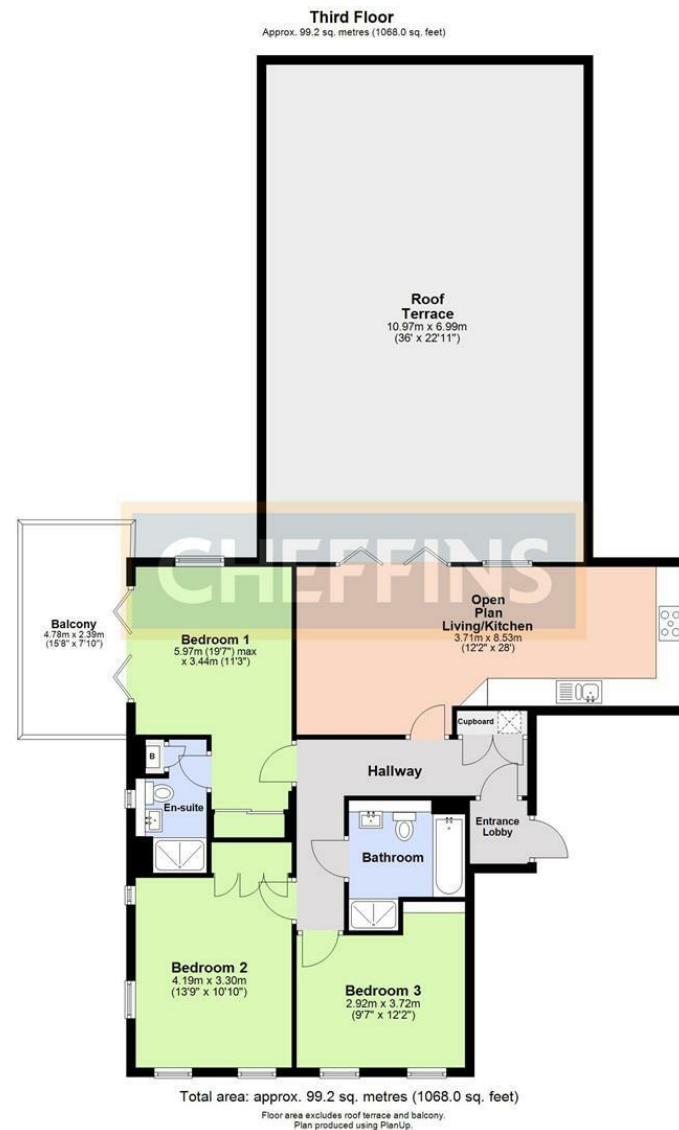 Third Floor
Approx. 99.2 sq. metres (1068.0 sq. feet)
Roof
Terrace
10.97m x 6.99m
(36' x 22'11")
CHEFFINS
Open
Plan
Living/Kitchen
3.71m x 8.53m
(12'2" x 28')
Balcony
4.78m x 2.39m
(15'8" x 7'10")
Bedroom 1
5.97m (19'7") max
x 3.44m (11'3")
Cupboard
B
Hallway
En-suite
Entrance
Lobby
Bathroom
Bedroom 2
4.19m x 3.30m
(13'9" x 10'10")
Bedroom 3
2.92m x 3.72m
(9'7" x 12'2")
Total area: approx. 99.2 sq. metres (1068.0 sq. feet)
Floor area excludes roof terrace and balcony.
Plan produced using PlanUp.